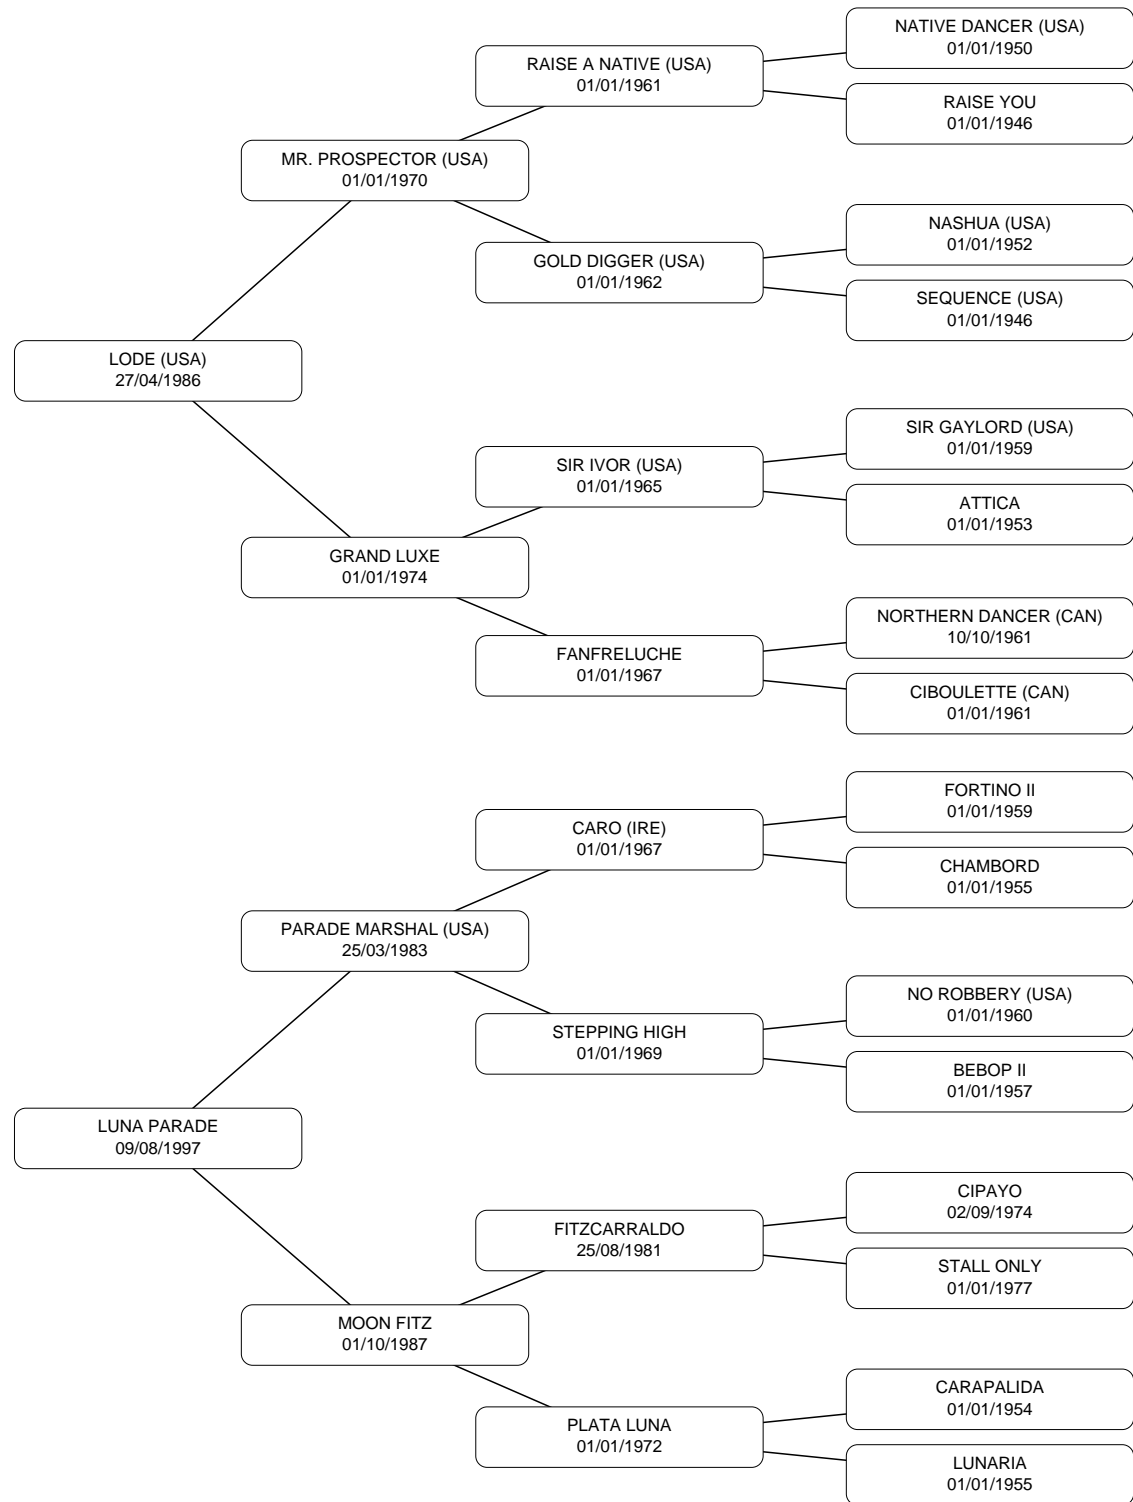 NATIVE DANCER (USA)
01/01/1950
RAISE A NATIVE (USA)
01/01/1961
RAISE YOU
01/01/1946
MR. PROSPECTOR (USA)
01/01/1970
NASHUA (USA)
01/01/1952
GOLD DIGGER (USA)
01/01/1962
SEQUENCE (USA)
01/01/1946
LODE (USA)
27/04/1986
SIR GAYLORD (USA)
01/01/1959
SIR IVOR (USA)
01/01/1965
ATTICA
01/01/1953
GRAND LUXE
01/01/1974
NORTHERN DANCER (CAN)
10/10/1961
FANFRELUCHE
01/01/1967
CIBOULETTE (CAN)
01/01/1961
FORTINO II
01/01/1959
CARO (IRE)
01/01/1967
CHAMBORD
01/01/1955
PARADE MARSHAL (USA)
25/03/1983
NO ROBBERY (USA)
01/01/1960
STEPPING HIGH
01/01/1969
BEBOP II
01/01/1957
LUNA PARADE
09/08/1997
CIPAYO
02/09/1974
FITZCARRALDO
25/08/1981
STALL ONLY
01/01/1977
MOON FITZ
01/10/1987
CARAPALIDA
01/01/1954
PLATA LUNA
01/01/1972
LUNARIA
01/01/1955